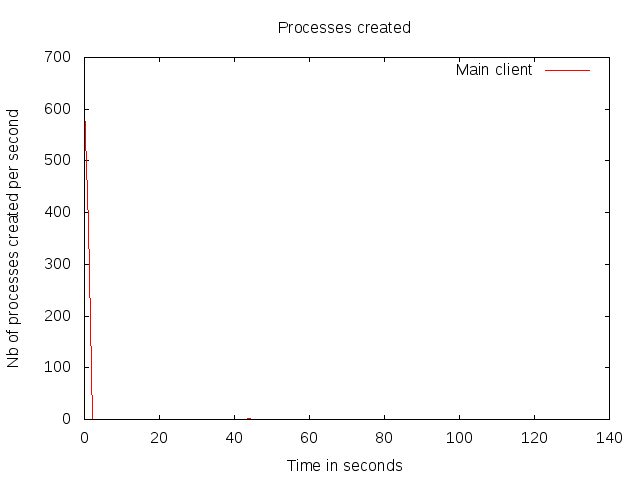 Processes created
Main client
Nb of processes created per second
700
600
500
400
300
200
100
0
0 20 40 60 80 100 120 140
Time in seconds